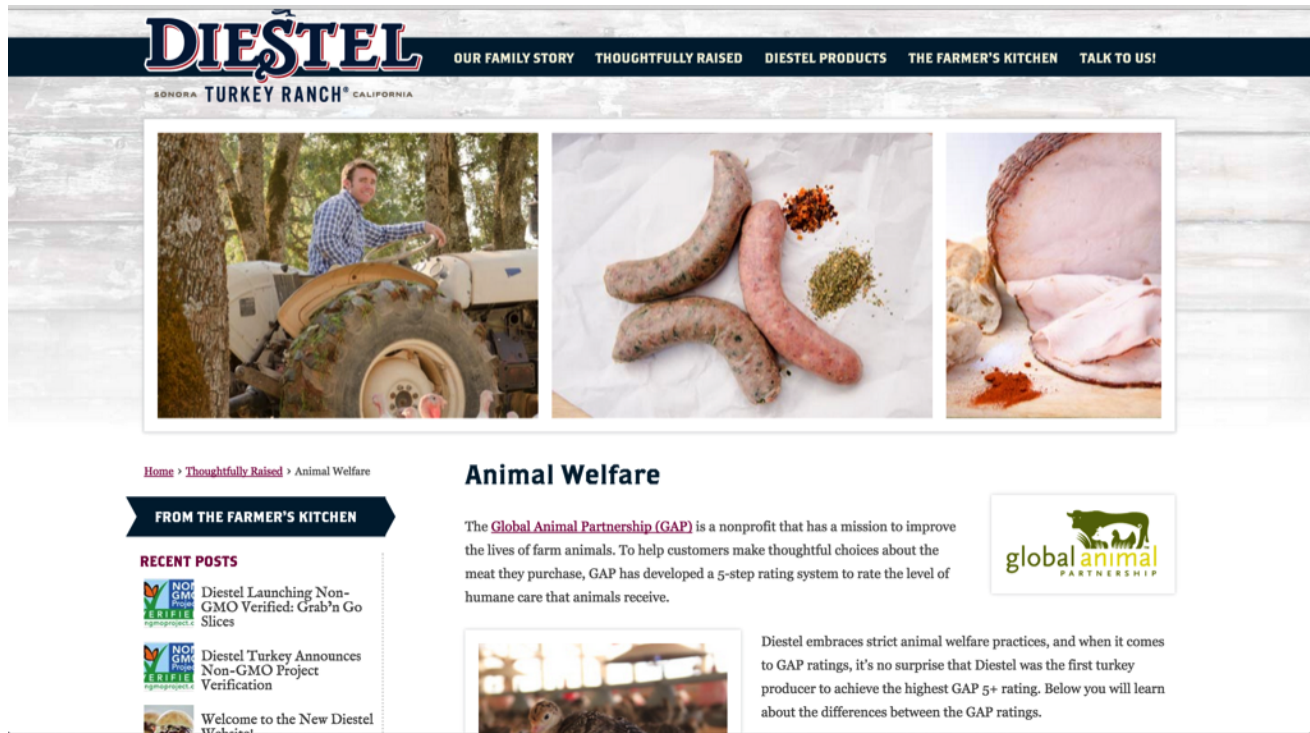 DIESTEL
SONORA TURKEY RANCH® CALIFORNIA
OUR FAMILY STORY THOUGHTFULLY RAISED DIESTEL PRODUCTS THE FARMER'S KITCHEN TALK TO US!
Home › Thoughtfully Raised › Animal Welfare
FROM THE FARMER'S KITCHEN
RECENT POSTS
Diestel Launching Non-
GMO Verified: Grab'n Go
Slices
Diestel Turkey Announces
Non-GMO Project
Verification
Welcome to the New Diestel
Website!
Animal Welfare
The Global Animal Partnership (GAP) is a nonprofit that has a mission to improve
the lives of farm animals. To help customers make thoughtful choices about the
meat they purchase, GAP has developed a 5-step rating system to rate the level of
humane care that animals receive.
global animal
PARTNERSHIP
Diestel embraces strict animal welfare practices, and when it comes
to GAP ratings, it's no surprise that Diestel was the first turkey
producer to achieve the highest GAP 5+ rating. Below you will learn
about the differences between the GAP ratings.